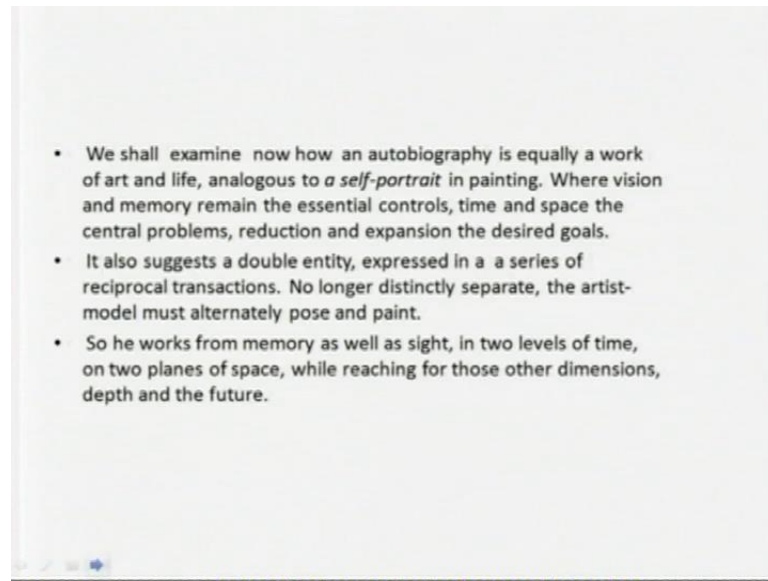 • We shall examine now how an autobiography is equally a work
of art and life, analogous to a self-portrait in painting. Where vision
and memory remain the essential controls, time and space the
central problems, reduction and expansion the desired goals.
• It also suggests a double entity, expressed in a a series of
reciprocal transactions. No longer distinctly separate, the artist-
model must alternately pose and paint.
• So he works from memory as well as sight, in two levels of time,
on two planes of space, while reaching for those other dimensions,
depth and the future.